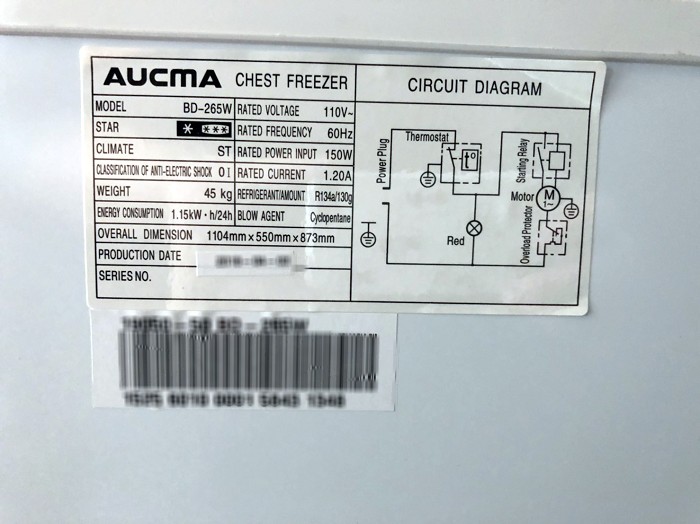 AUCMA CHEST FREEZER
MODEL BD-265W
RATED VOLTAGE 110V~
STAR * ***
RATED FREQUENCY 60Hz
CLIMATE ST
RATED POWER INPUT 150W
CLASSIFICATION OF ANTI-ELECTRIC SHOCK 0I
RATED CURRENT 1.20A
WEIGHT 45 kg
REFRIGERANT/AMOUNT R134a/130g
ENERGY CONSUMPTION 1.15kW·h/24h
BLOW AGENT Cyclopentane
OVERALL DIMENSION 1104mm×550mm×873mm
PRODUCTION DATE
SERIES NO.
CIRCUIT DIAGRAM
Power Plug
Thermostat
t°
Red
Starting Relay
Motor
M
1~
Overload Protector